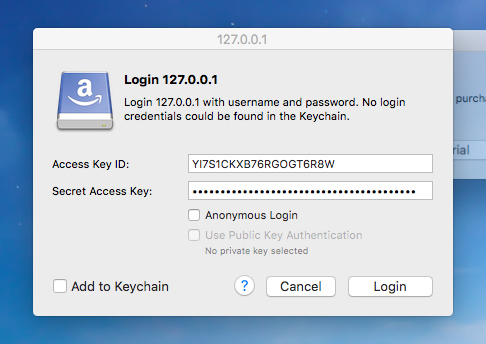 127.0.0.1
Login 127.0.0.1
Login 127.0.0.1 with username and password. No login
credentials could be found in the Keychain.
purcha
Access Key ID: YI7S1CKXB76RGOGT6R8W
rial
Secret Access Key: ••••••••••••••••••••••••••••••••••••••••
Anonymous Login
Use Public Key Authentication
No private key selected
Add to Keychain
? Cancel Login